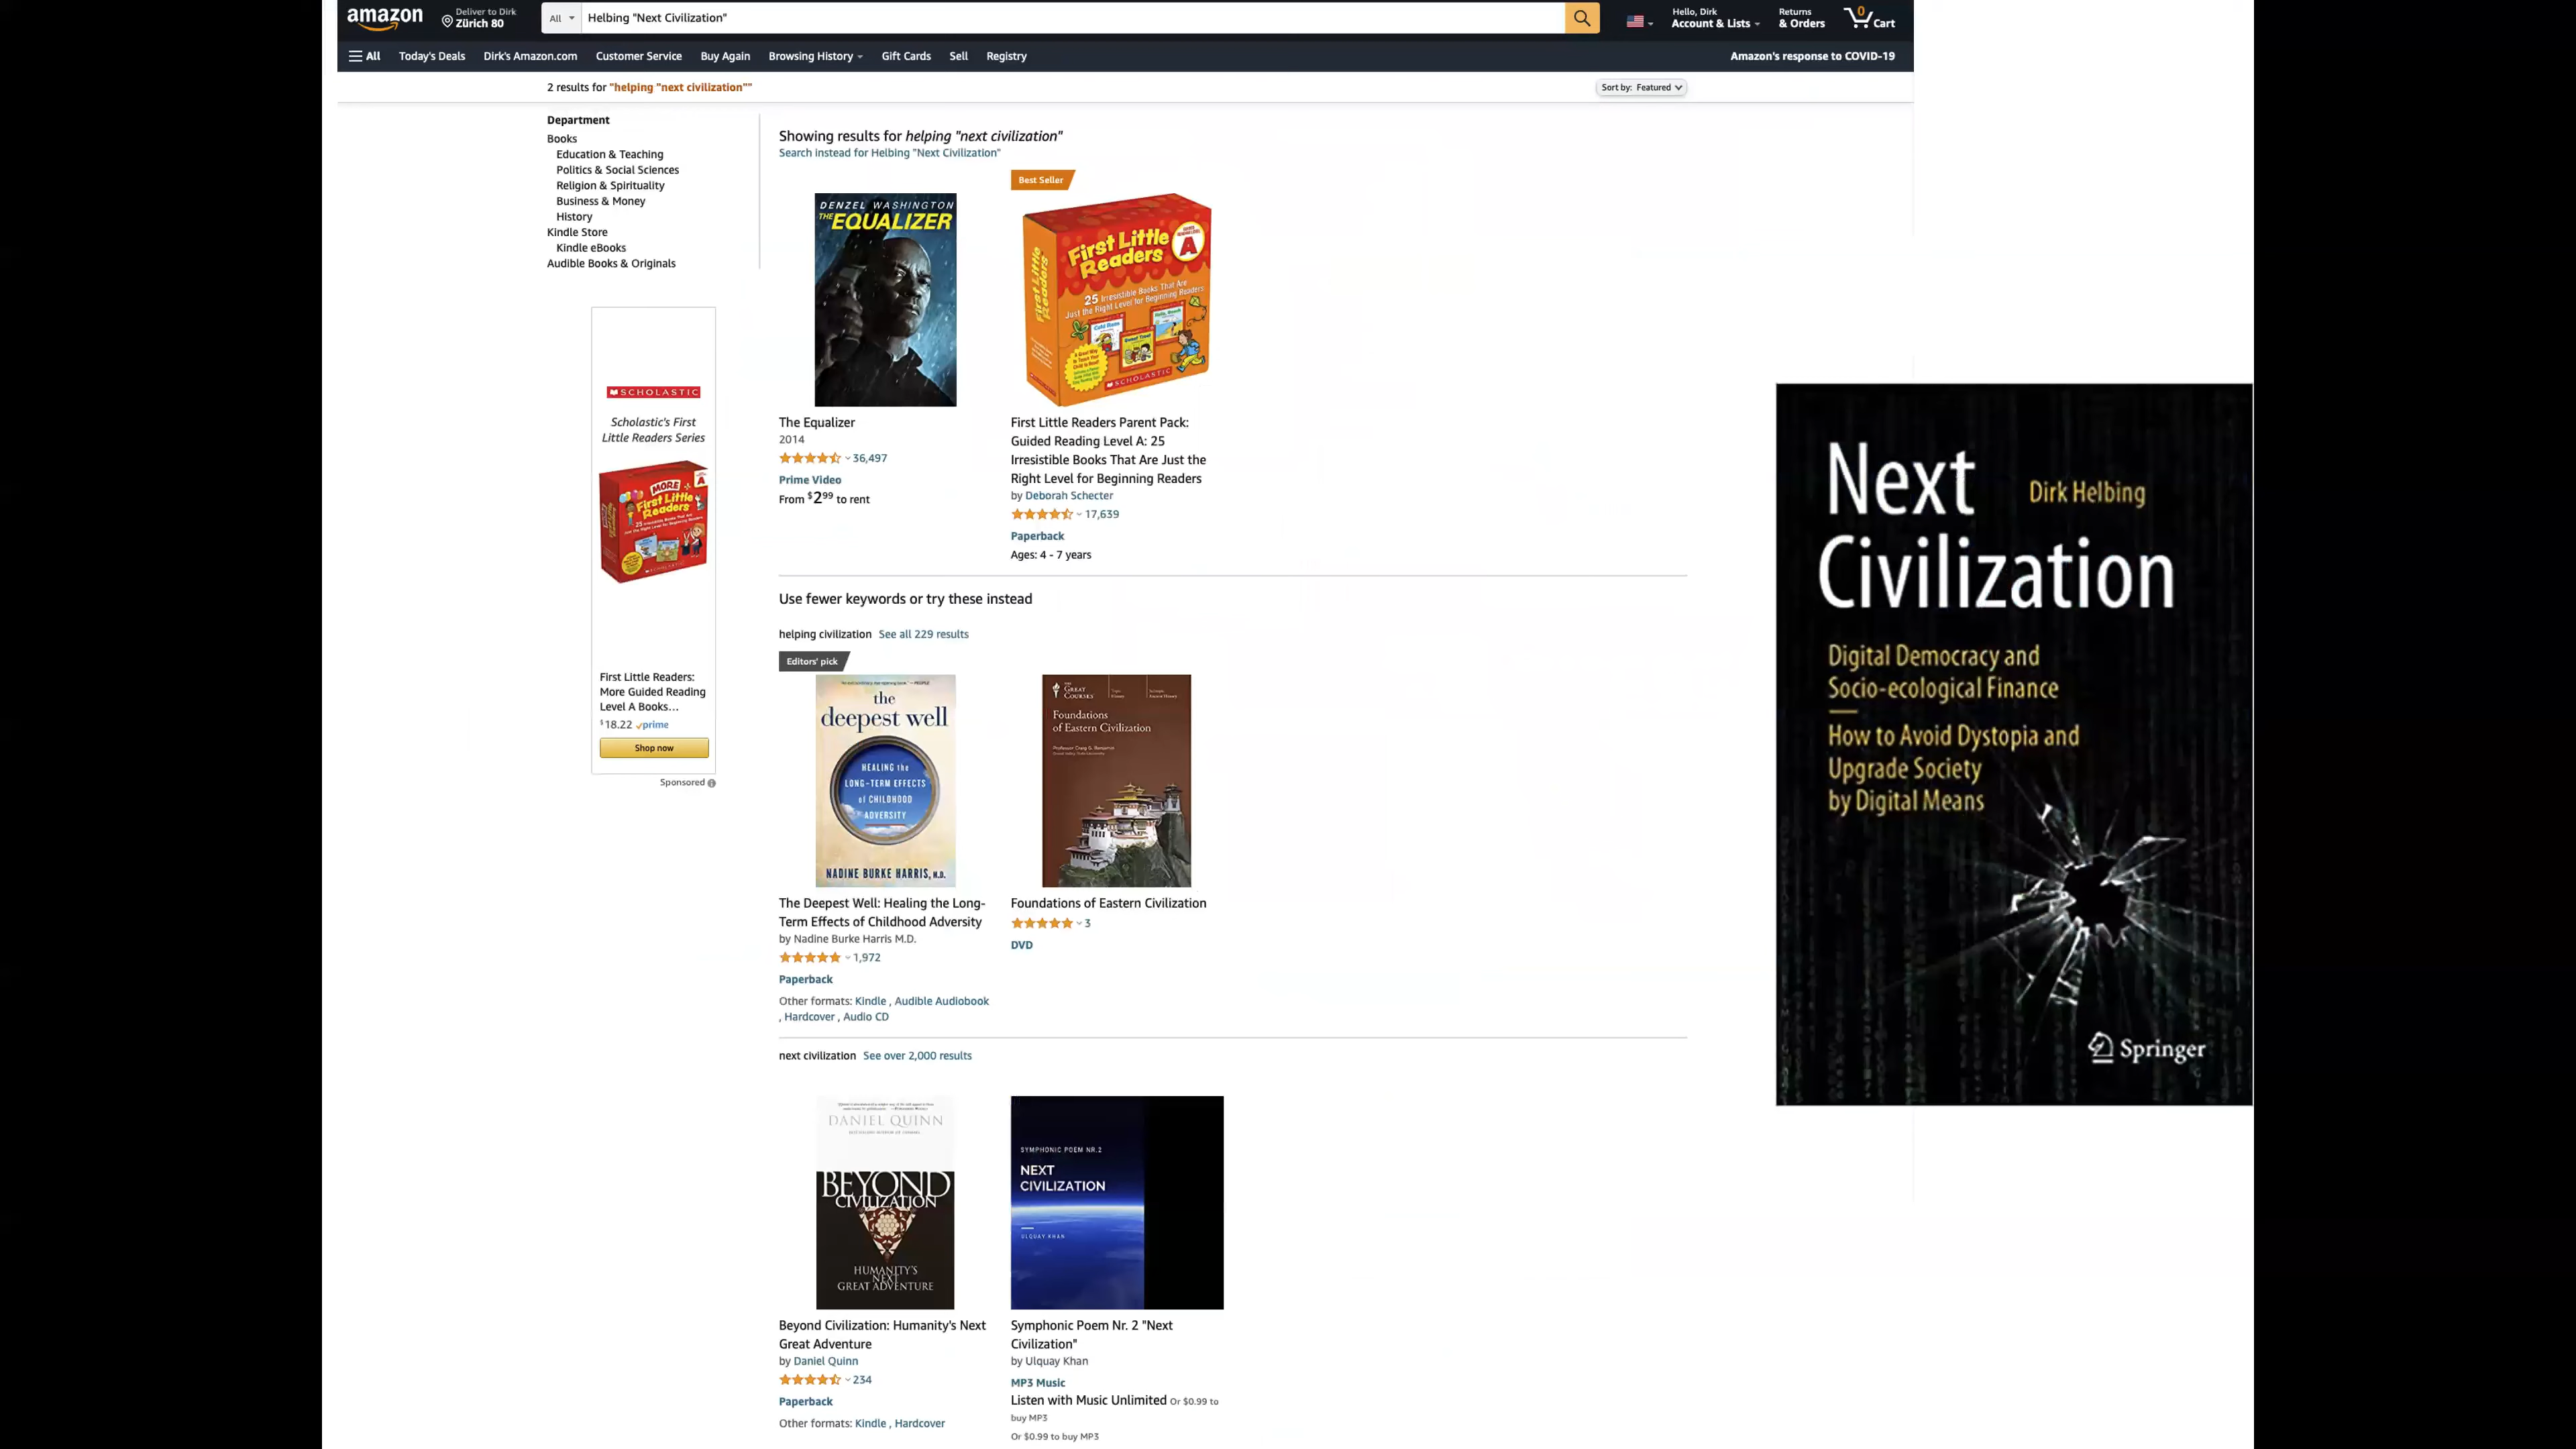 amazon
Deliver to Dirk
Zürich 80
All
Helbing "Next Civilization"
Hello, Dirk
Account & Lists
Returns
& Orders
0
Cart
All
Today's Deals
Dirk's Amazon.com
Customer Service
Buy Again
Browsing History
Gift Cards
Sell
Registry
Amazon's response to COVID-19
2 results for "helping "next civilization""
Sort by: Featured
Department
Books
Education & Teaching
Politics & Social Sciences
Religion & Spirituality
Business & Money
History
Kindle Store
Kindle eBooks
Audible Books & Originals
SCHOLASTIC
Scholastic's First
Little Readers Series
MORE
First Little
Readers
A
First Little Readers:
More Guided Reading
Level A Books...
$18.22 prime
Shop now
Sponsored
Showing results for helping "next civilization"
Search instead for Helbing "Next Civilization"
DENZEL WASHINGTON
THE EQUALIZER
The Equalizer
2014
36,497
Prime Video
From $2.99 to rent
Best Seller
First Little
Readers
A
25 Irresistible Books That Are
Just the Right Level for Beginning Readers
First Little Readers
SCHOLASTIC
First Little Readers Parent Pack:
Guided Reading Level A: 25
Irresistible Books That Are Just the
Right Level for Beginning Readers
by Deborah Schecter
17,639
Paperback
Ages: 4 - 7 years
Use fewer keywords or try these instead
helping civilization See all 229 results
Editors' pick
the
deepest well
HEALING the
LONG-TERM EFFECTS
of CHILDHOOD
ADVERSITY
NADINE BURKE HARRIS, M.D.
The Deepest Well: Healing the Long-
Term Effects of Childhood Adversity
by Nadine Burke Harris M.D.
1,972
Paperback
Other formats: Kindle , Audible Audiobook
, Hardcover , Audio CD
THE
GREAT
COURSES
Foundations
of Eastern Civilization
Foundations of Eastern Civilization
3
DVD
next civilization See over 2,000 results
DANIEL QUINN
BEYOND
CIVILIZATION
HUMANITY'S
NEXT
GREAT ADVENTURE
Beyond Civilization: Humanity's Next
Great Adventure
by Daniel Quinn
234
Paperback
Other formats: Kindle , Hardcover
SYMPHONIC POEM NR.2
NEXT
CIVILIZATION
ULQUAY KHAN
Symphonic Poem Nr. 2 "Next
Civilization"
by Ulquay Khan
MP3 Music
Listen with Music Unlimited Or $0.99 to
buy MP3
Or $0.99 to buy MP3
Next
Civilization
Dirk Helbing
Digital Democracy and
Socio-ecological Finance
How to Avoid Dystopia and
Upgrade Society
by Digital Means
Springer